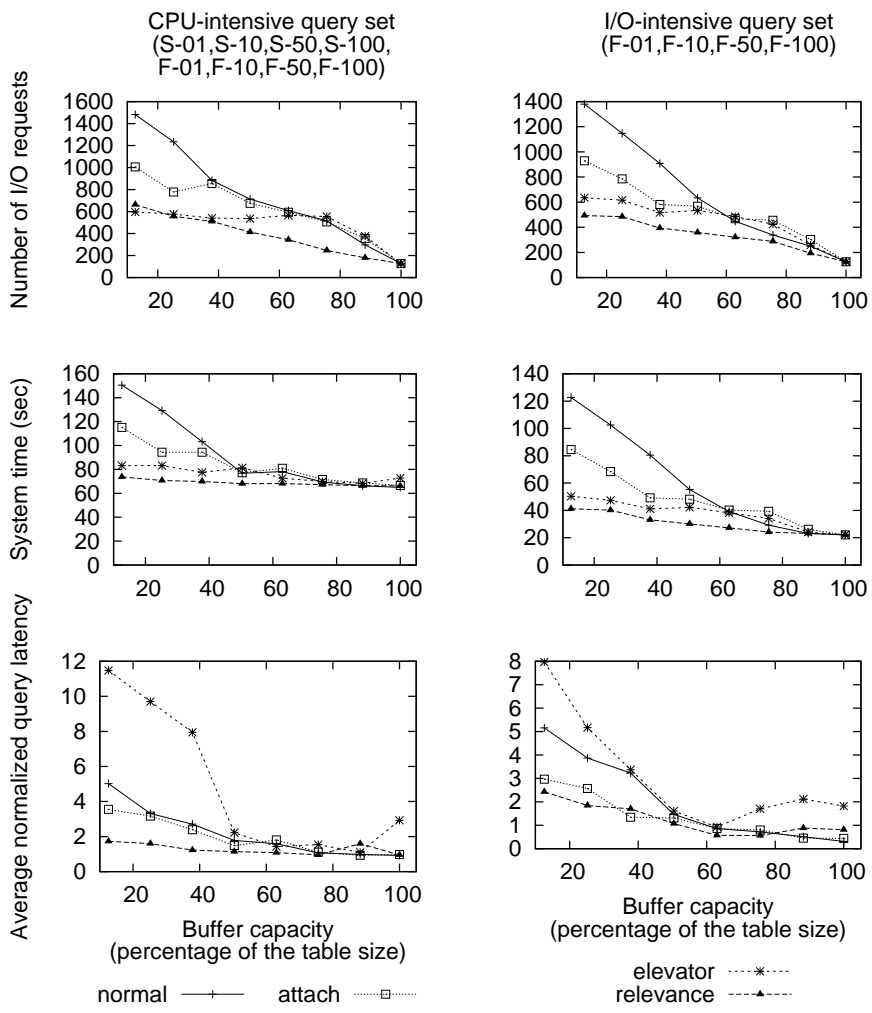 CPU-intensive query set
(S-01,S-10,S-50,S-100,
F-01,F-10,F-50,F-100)
I/O-intensive query set
(F-01,F-10,F-50,F-100)
Number of I/O requests
1600
1400
1200
1000
800
600
400
200
0
20 40 60 80 100
1400
1200
1000
800
600
400
200
0
20 40 60 80 100
System time (sec)
160
140
120
100
80
60
40
20
0
20 40 60 80 100
140
120
100
80
60
40
20
0
20 40 60 80 100
Average normalized query latency
12
10
8
6
4
2
0
20 40 60 80 100
Buffer capacity
(percentage of the table size)
8
7
6
5
4
3
2
1
0
20 40 60 80 100
Buffer capacity
(percentage of the table size)
normal
attach
elevator
relevance